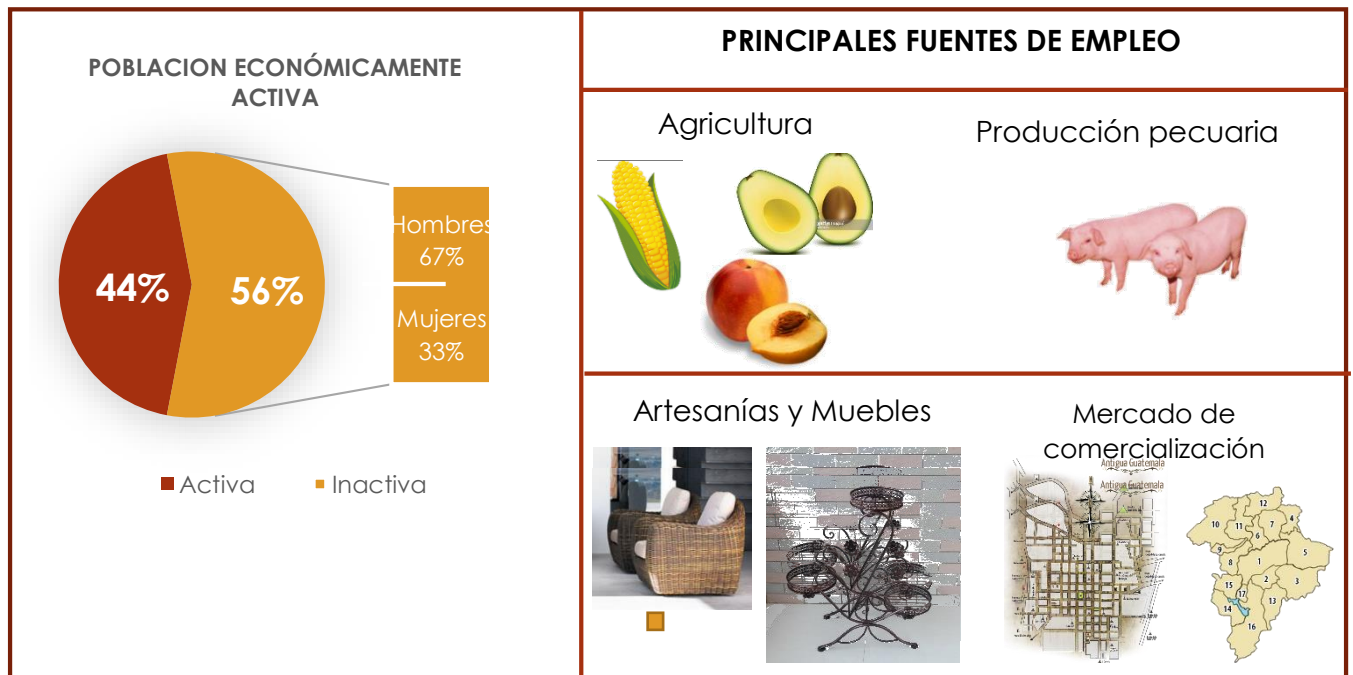 POBLACION ECONÓMICAMENTE
ACTIVA
44%
56%
Hombres
67%
Mujeres
33%
Activa
Inactiva
PRINCIPALES FUENTES DE EMPLEO
Agricultura
Producción pecuaria
Artesanías y Muebles
Mercado de
comercialización
Antigua Guatemala
Antigua Guatemala
12
10
11
7
4
6
9
5
8
1
2
3
15
17
14
13
16